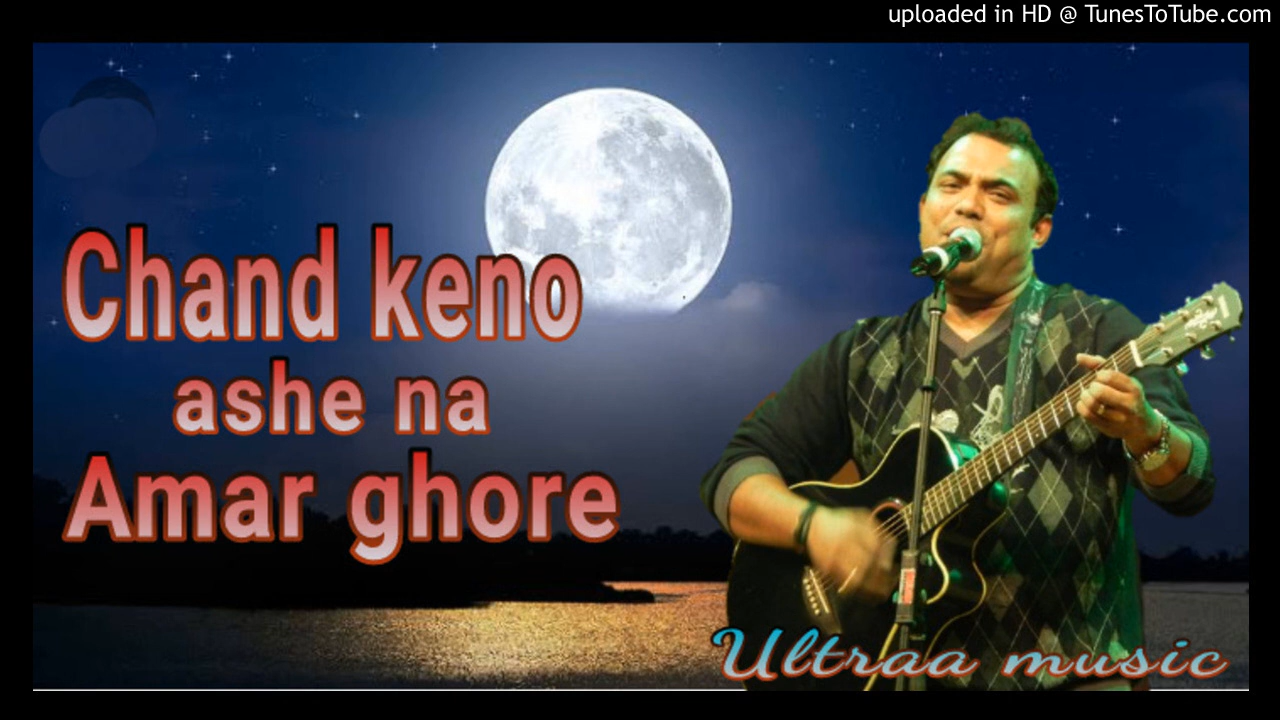 uploaded in HD @ TunesToTube.com
Chand keno
ashe na
Amar ghore
Ultraa music